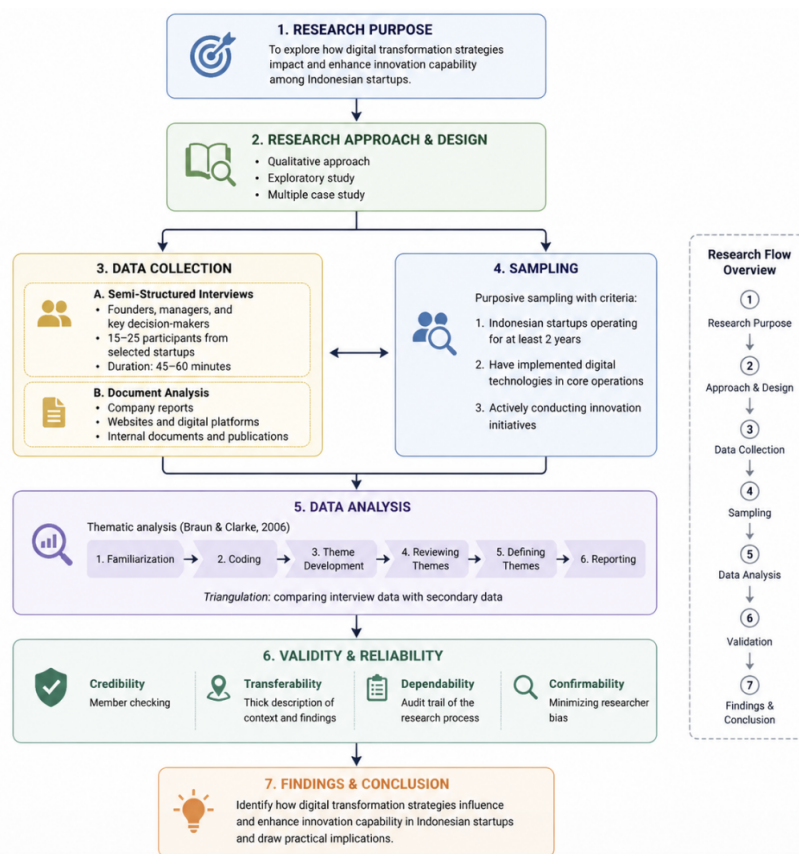 1. RESEARCH PURPOSE
To explore how digital transformation strategies
impact and enhance innovation capability
among Indonesian startups.
2. RESEARCH APPROACH & DESIGN
• Qualitative approach
• Exploratory study
• Multiple case study
3. DATA COLLECTION
A. Semi-Structured Interviews
• Founders, managers, and
key decision-makers
• 15–25 participants from
selected startups
• Duration: 45–60 minutes
B. Document Analysis
• Company reports
• Websites and digital platforms
• Internal documents and publications
4. SAMPLING
Purposive sampling with criteria:
1. Indonesian startups operating
for at least 2 years
2. Have implemented digital
technologies in core operations
3. Actively conducting innovation
initiatives
5. DATA ANALYSIS
Thematic analysis (Braun & Clarke, 2006)
1. Familiarization
2. Coding
3. Theme
Development
4. Reviewing
Themes
5. Defining
Themes
6. Reporting
Triangulation: comparing interview data with secondary data
6. VALIDITY & RELIABILITY
Credibility
Member checking
Transferability
Thick description of
context and findings
Dependability
Audit trail of the
research process
Confirmability
Minimizing researcher
bias
7. FINDINGS & CONCLUSION
Identify how digital transformation strategies influence
and enhance innovation capability in Indonesian startups
and draw practical implications.
Research Flow
Overview
1
Research Purpose
2
Approach & Design
3
Data Collection
4
Sampling
5
Data Analysis
6
Validation
7
Findings &
Conclusion